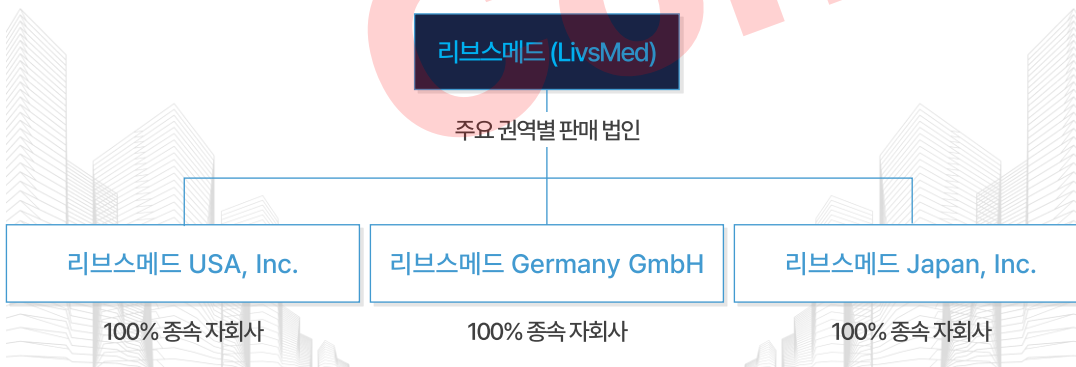 리브스메드 (LivsMed)
주요 권역별 판매 법인
리브스메드 USA, Inc.
리브스메드 Germany GmbH
리브스메드 Japan, Inc.
100% 종속 자회사
100% 종속 자회사
100% 종속 자회사